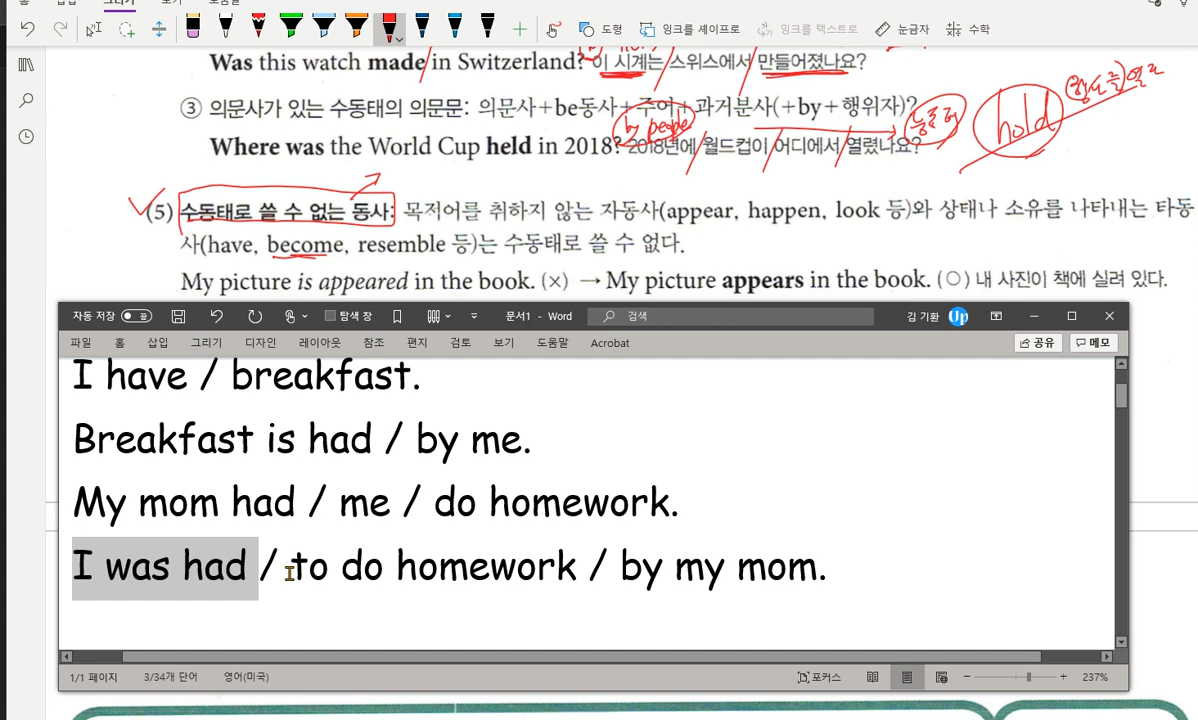 도형 잉크를 셰이프로 잉크를 텍스트로 눈금자 수학
Was this watch made in Switzerland? 이 시계는 스위스에서 만들어졌나요?
③ 의문사가 있는 수동태의 의문문: 의문사+be동사+주어+과거분사(+by+행위자)?
by people
hold
Where was the World Cup held in 2018? 2018년에 월드컵이 어디에서 열렸나요?
(5) 수동태로 쓸 수 없는 동사: 목적어를 취하지 않는 자동사(appear, happen, look 등)와 상태나 소유를 나타내는 타동
사(have, become, resemble 등)는 수동태로 쓸 수 없다.
My picture is appeared in the book. (×) → My picture appears in the book. (○) 내 사진이 책에 실려 있다.
자동 저장 끔 탐색 창 문서1 - Word 검색 김 기환
파일 홈 삽입 그리기 디자인 레이아웃 참조 편지 검토 보기 도움말 Acrobat 공유 메모
I have / breakfast.
Breakfast is had / by me.
My mom had / me / do homework.
I was had / to do homework / by my mom.
1/1 페이지 3/34개 단어 영어(미국) 포커스 237%